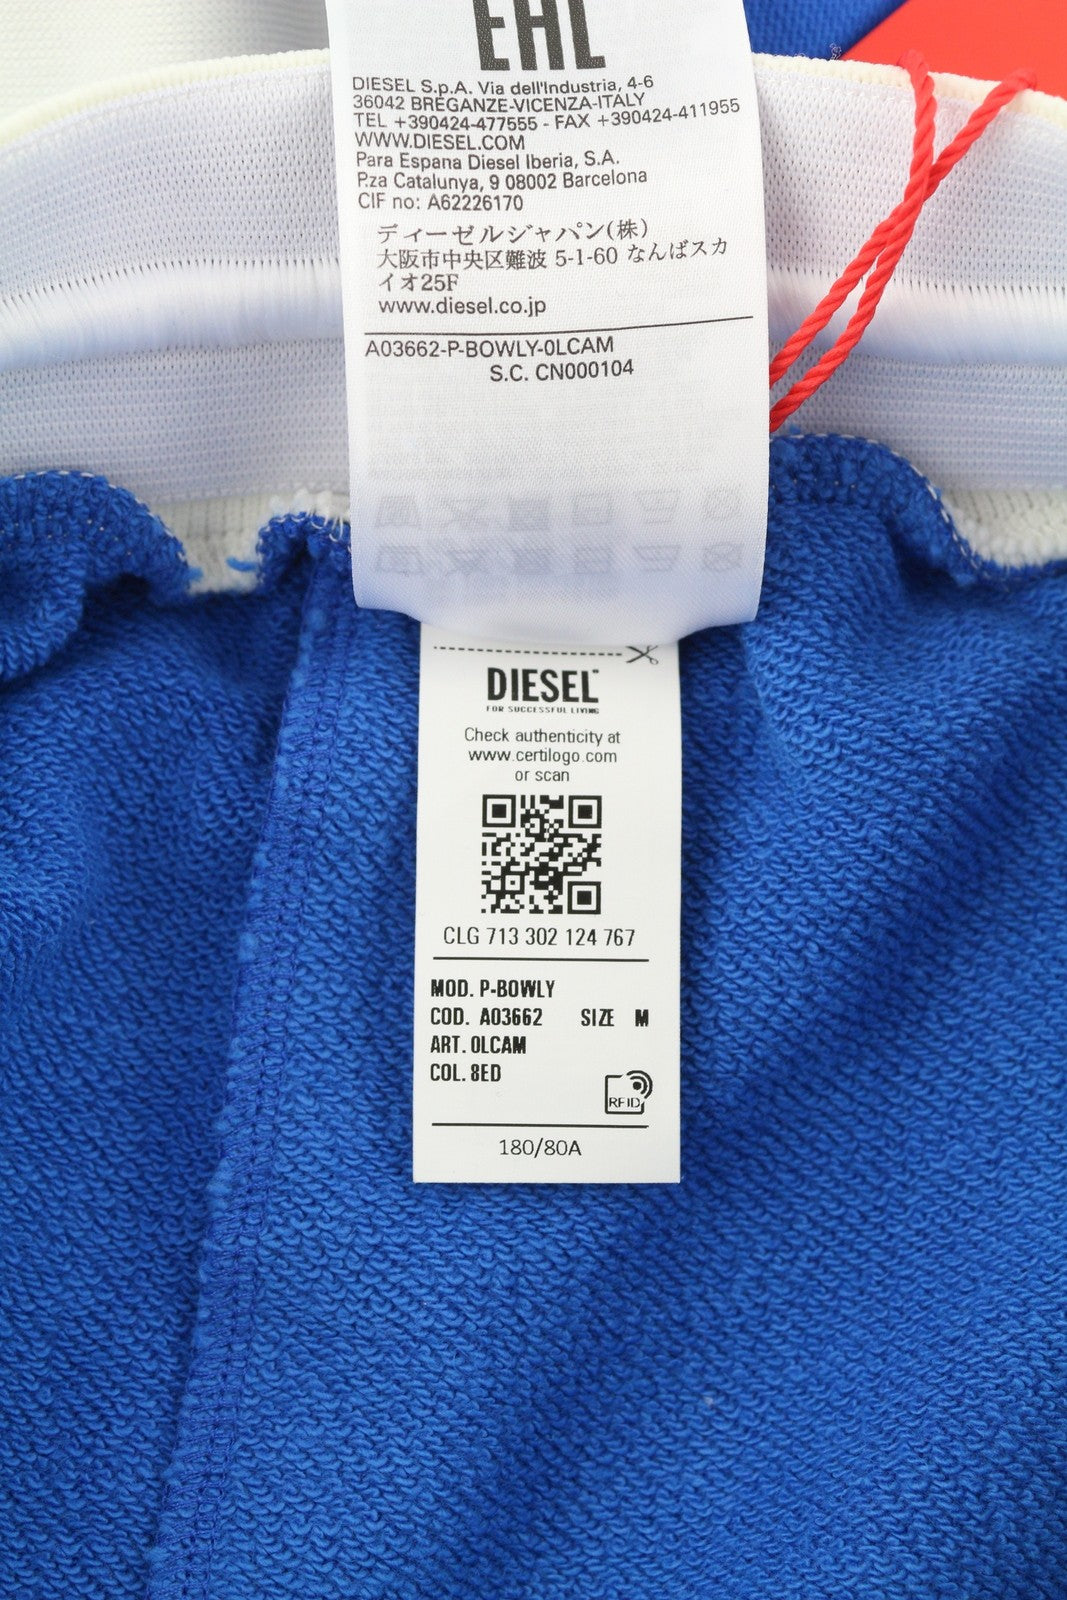 EAC
DIESEL S.p.A. Via dell'Industria, 4-6
36042 BREGANZE-VICENZA-ITALY
TEL +390424-477555 - FAX +390424-411955
WWW.DIESEL.COM
Para Espana Diesel Iberia, S.A.
P.za Catalunya, 9 08002 Barcelona
CIF no: A62226170
ディーゼルジャパン(株)
大阪市中央区難波 5-1-60 なんばスカ
イオ25F
www.diesel.co.jp
A03662-P-BOWLY-0LCAM
S.C. CN000104
DIESEL™
FOR SUCCESSFUL LIVING
Check authenticity at
www.certilogo.com
or scan
CLG 713 302 124 767
MOD. P-BOWLY
COD. A03662 SIZE M
ART. 0LCAM
COL. 8ED
RFID
180/80A